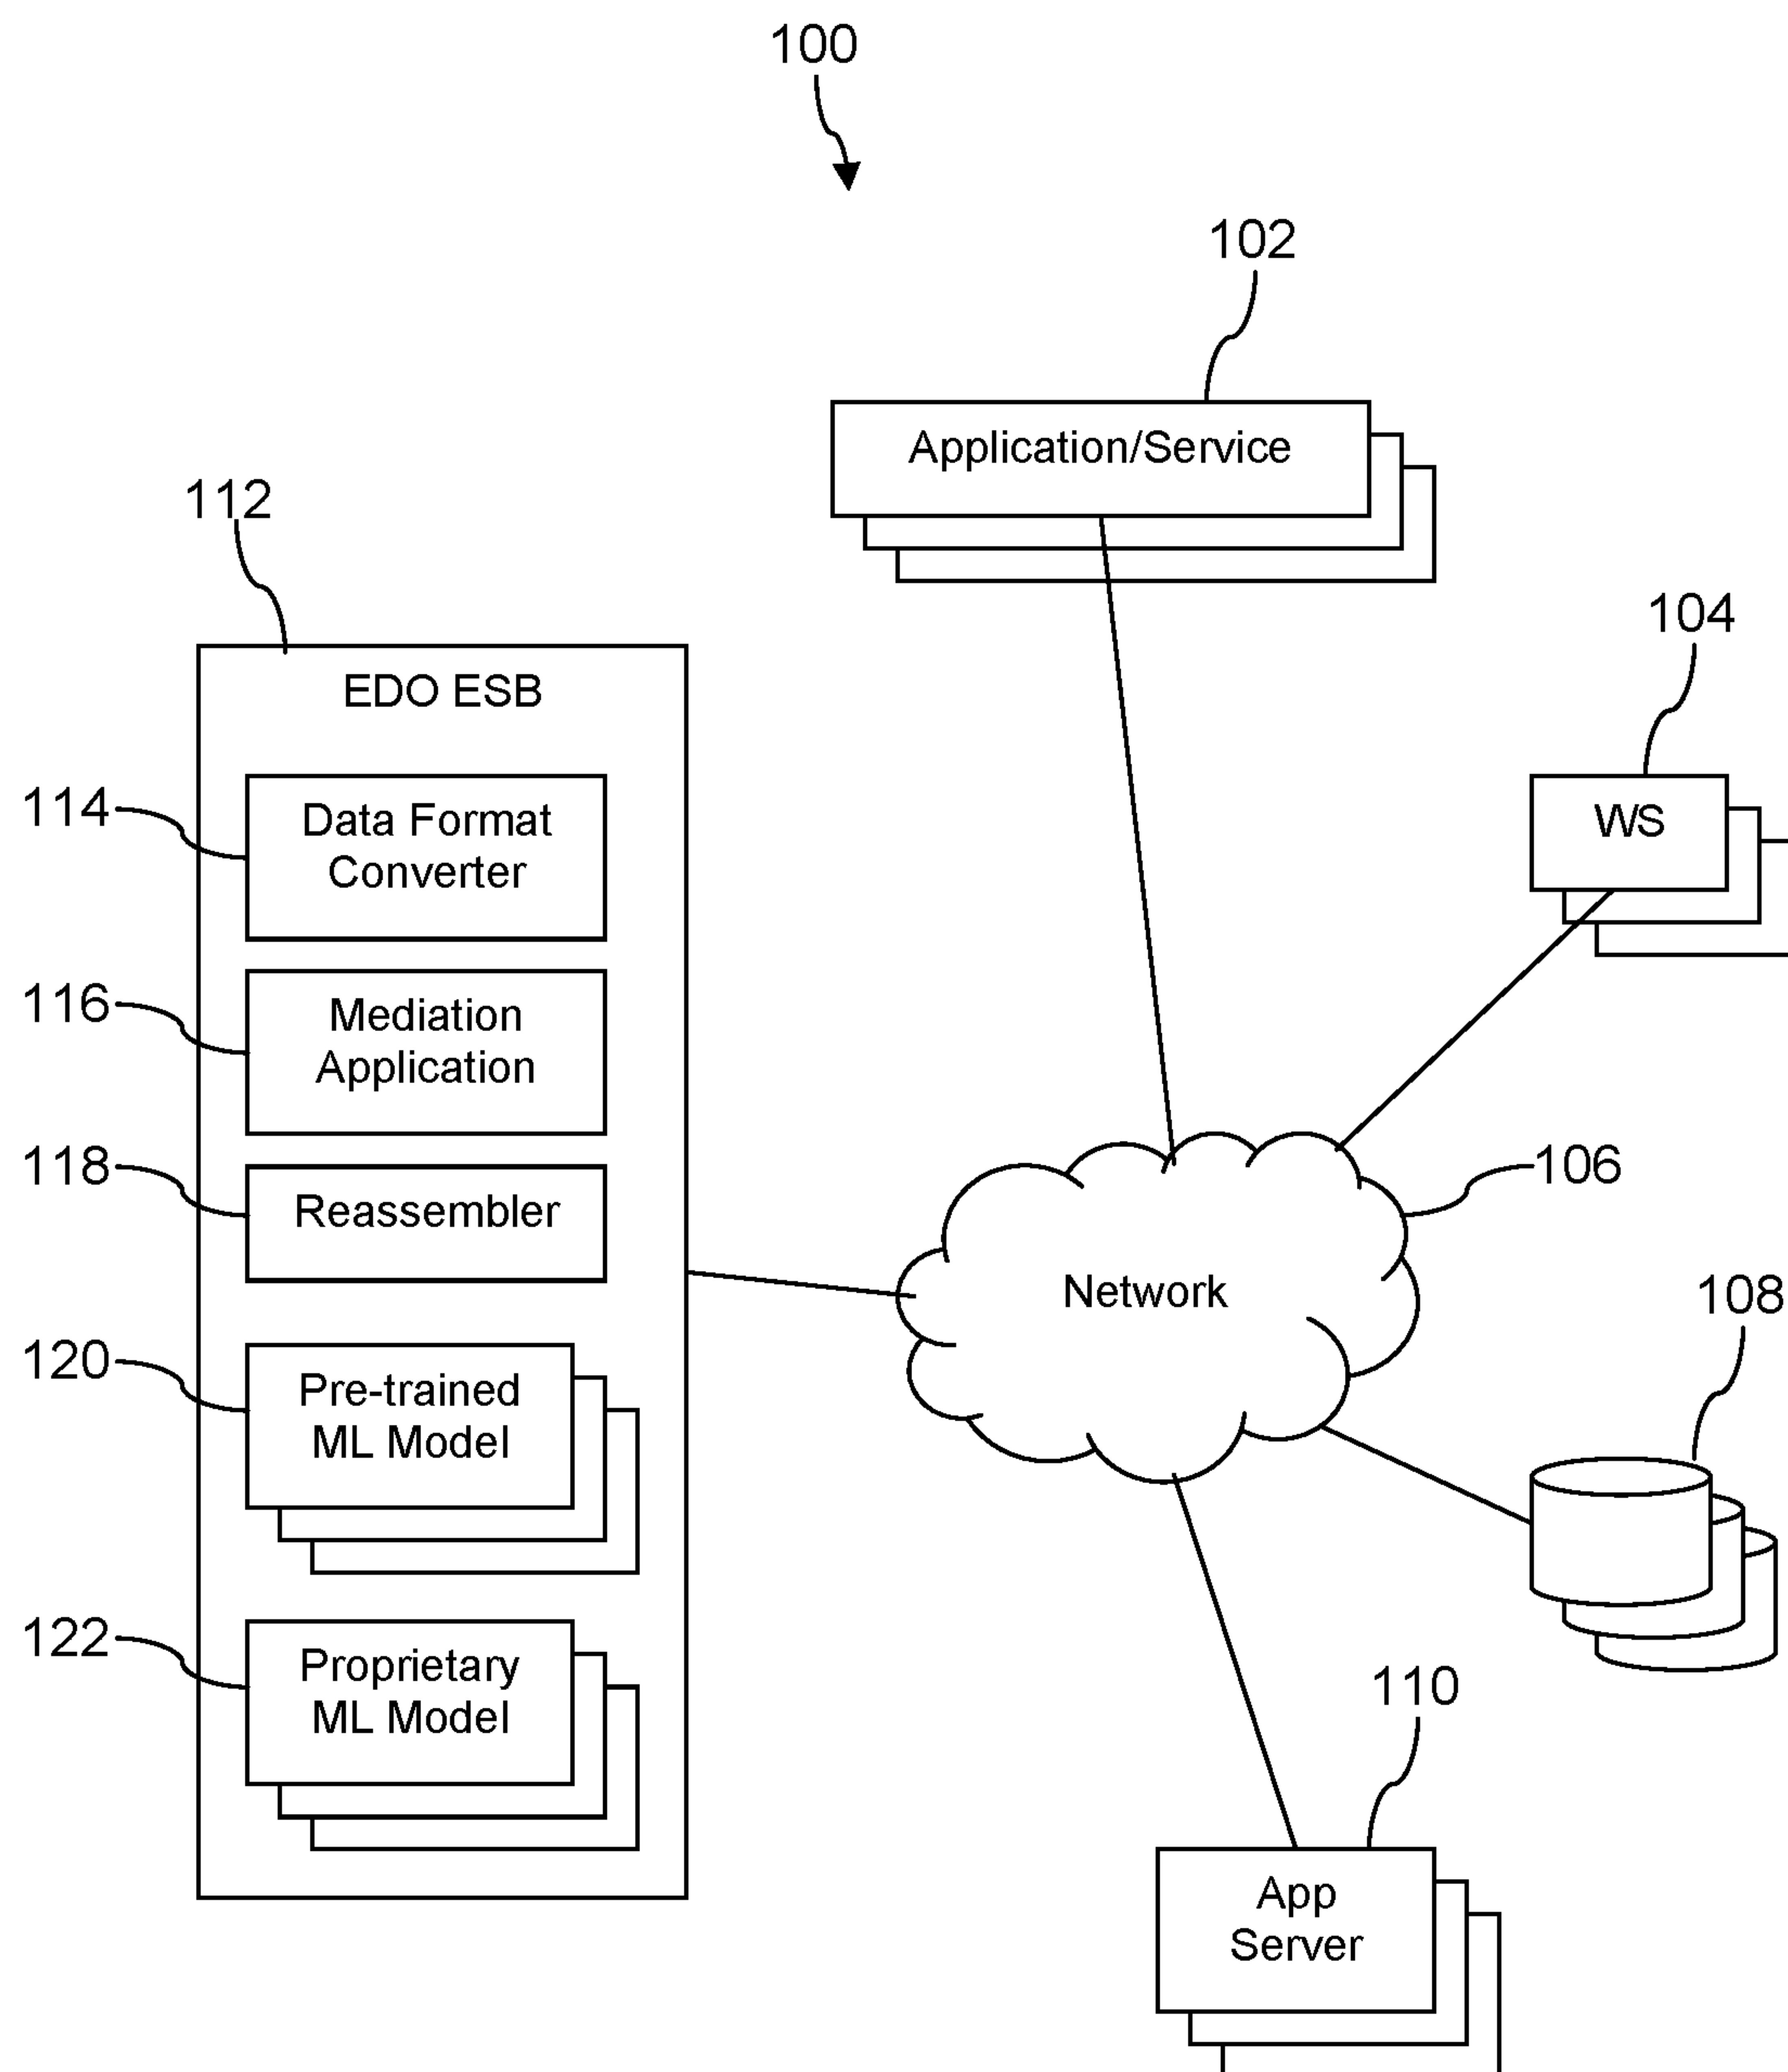 100
102
Application/Service
112
104
EDO ESB
114
Data Format
Converter
WS
116
Mediation
Application
118
Reassembler
106
Network
108
120
Pre-trained
ML Model
122
Proprietary
ML Model
110
App
Server